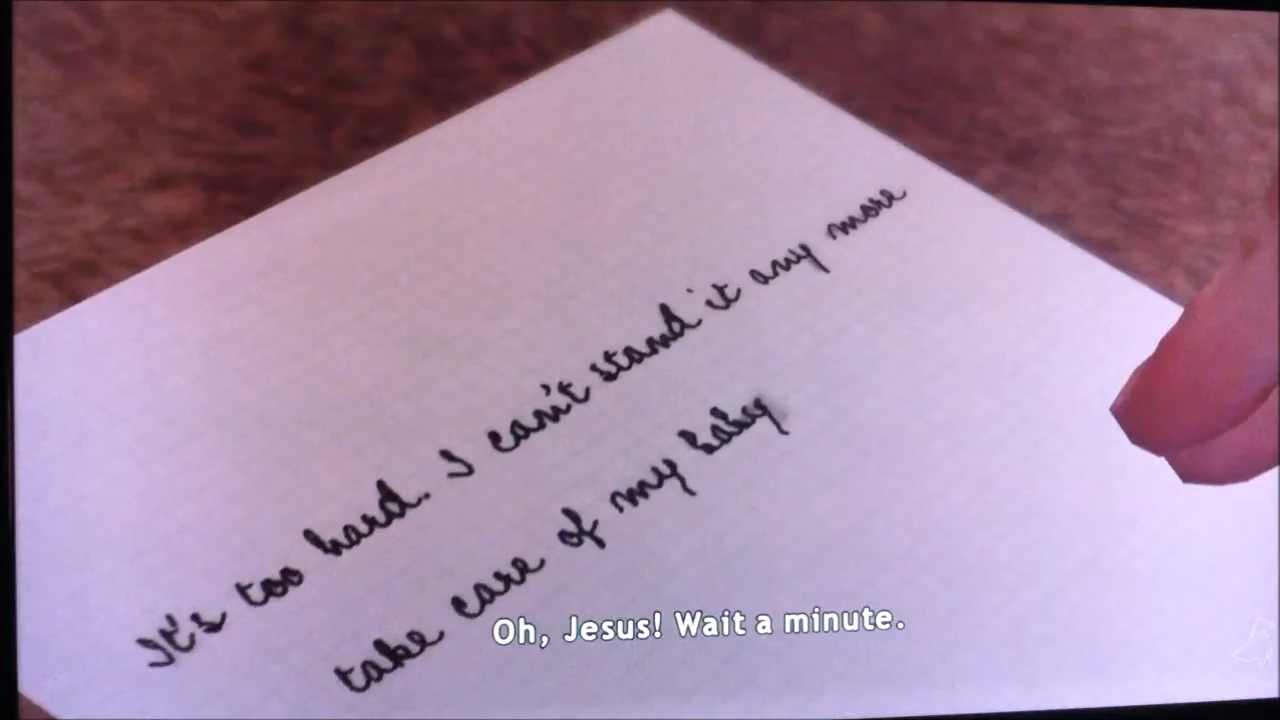 It's too hard. I can't stand it any more
take care of my baby
Oh, Jesus! Wait a minute.